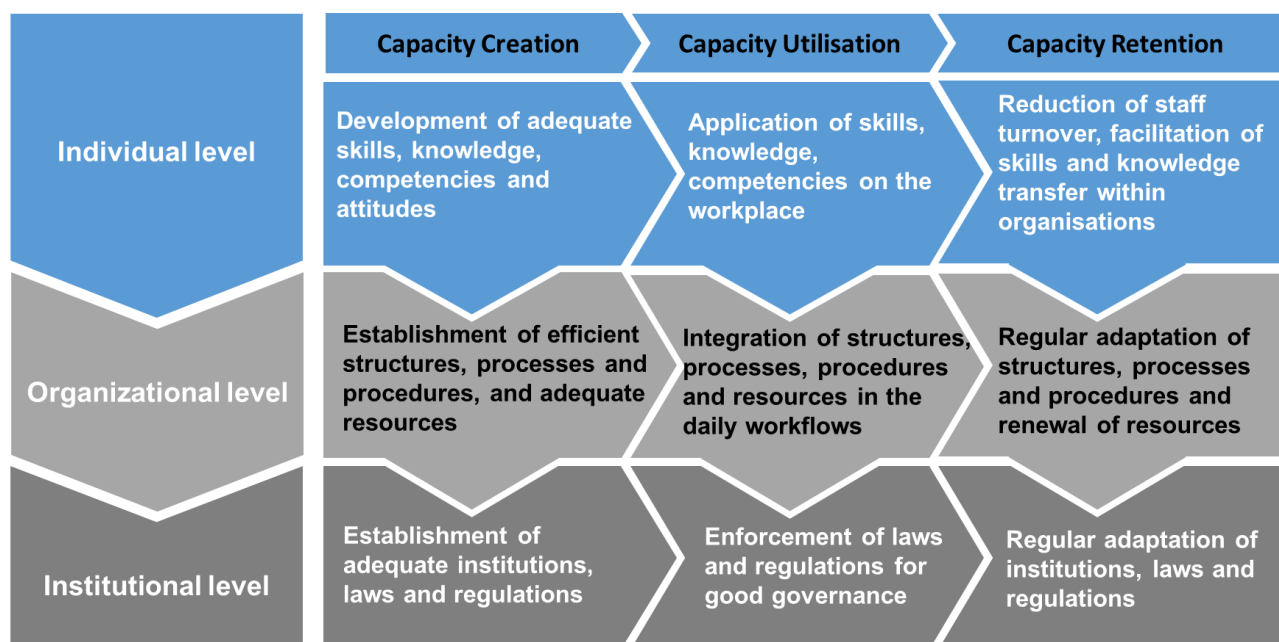 Capacity Creation
Capacity Utilisation
Capacity Retention
Individual level
Development of adequate
skills, knowledge,
competencies and
attitudes
Application of skills,
knowledge,
competencies on the
workplace
Reduction of staff
turnover, facilitation of
skills and knowledge
transfer within
organisations
Organizational level
Establishment of efficient
structures, processes and
procedures, and adequate
resources
Integration of structures,
processes, procedures
and resources in the
daily workflows
Regular adaptation of
structures, processes
and procedures and
renewal of resources
Institutional level
Establishment of
adequate institutions,
laws and regulations
Enforcement of laws
and regulations for
good governance
Regular adaptation of
institutions, laws and
regulations